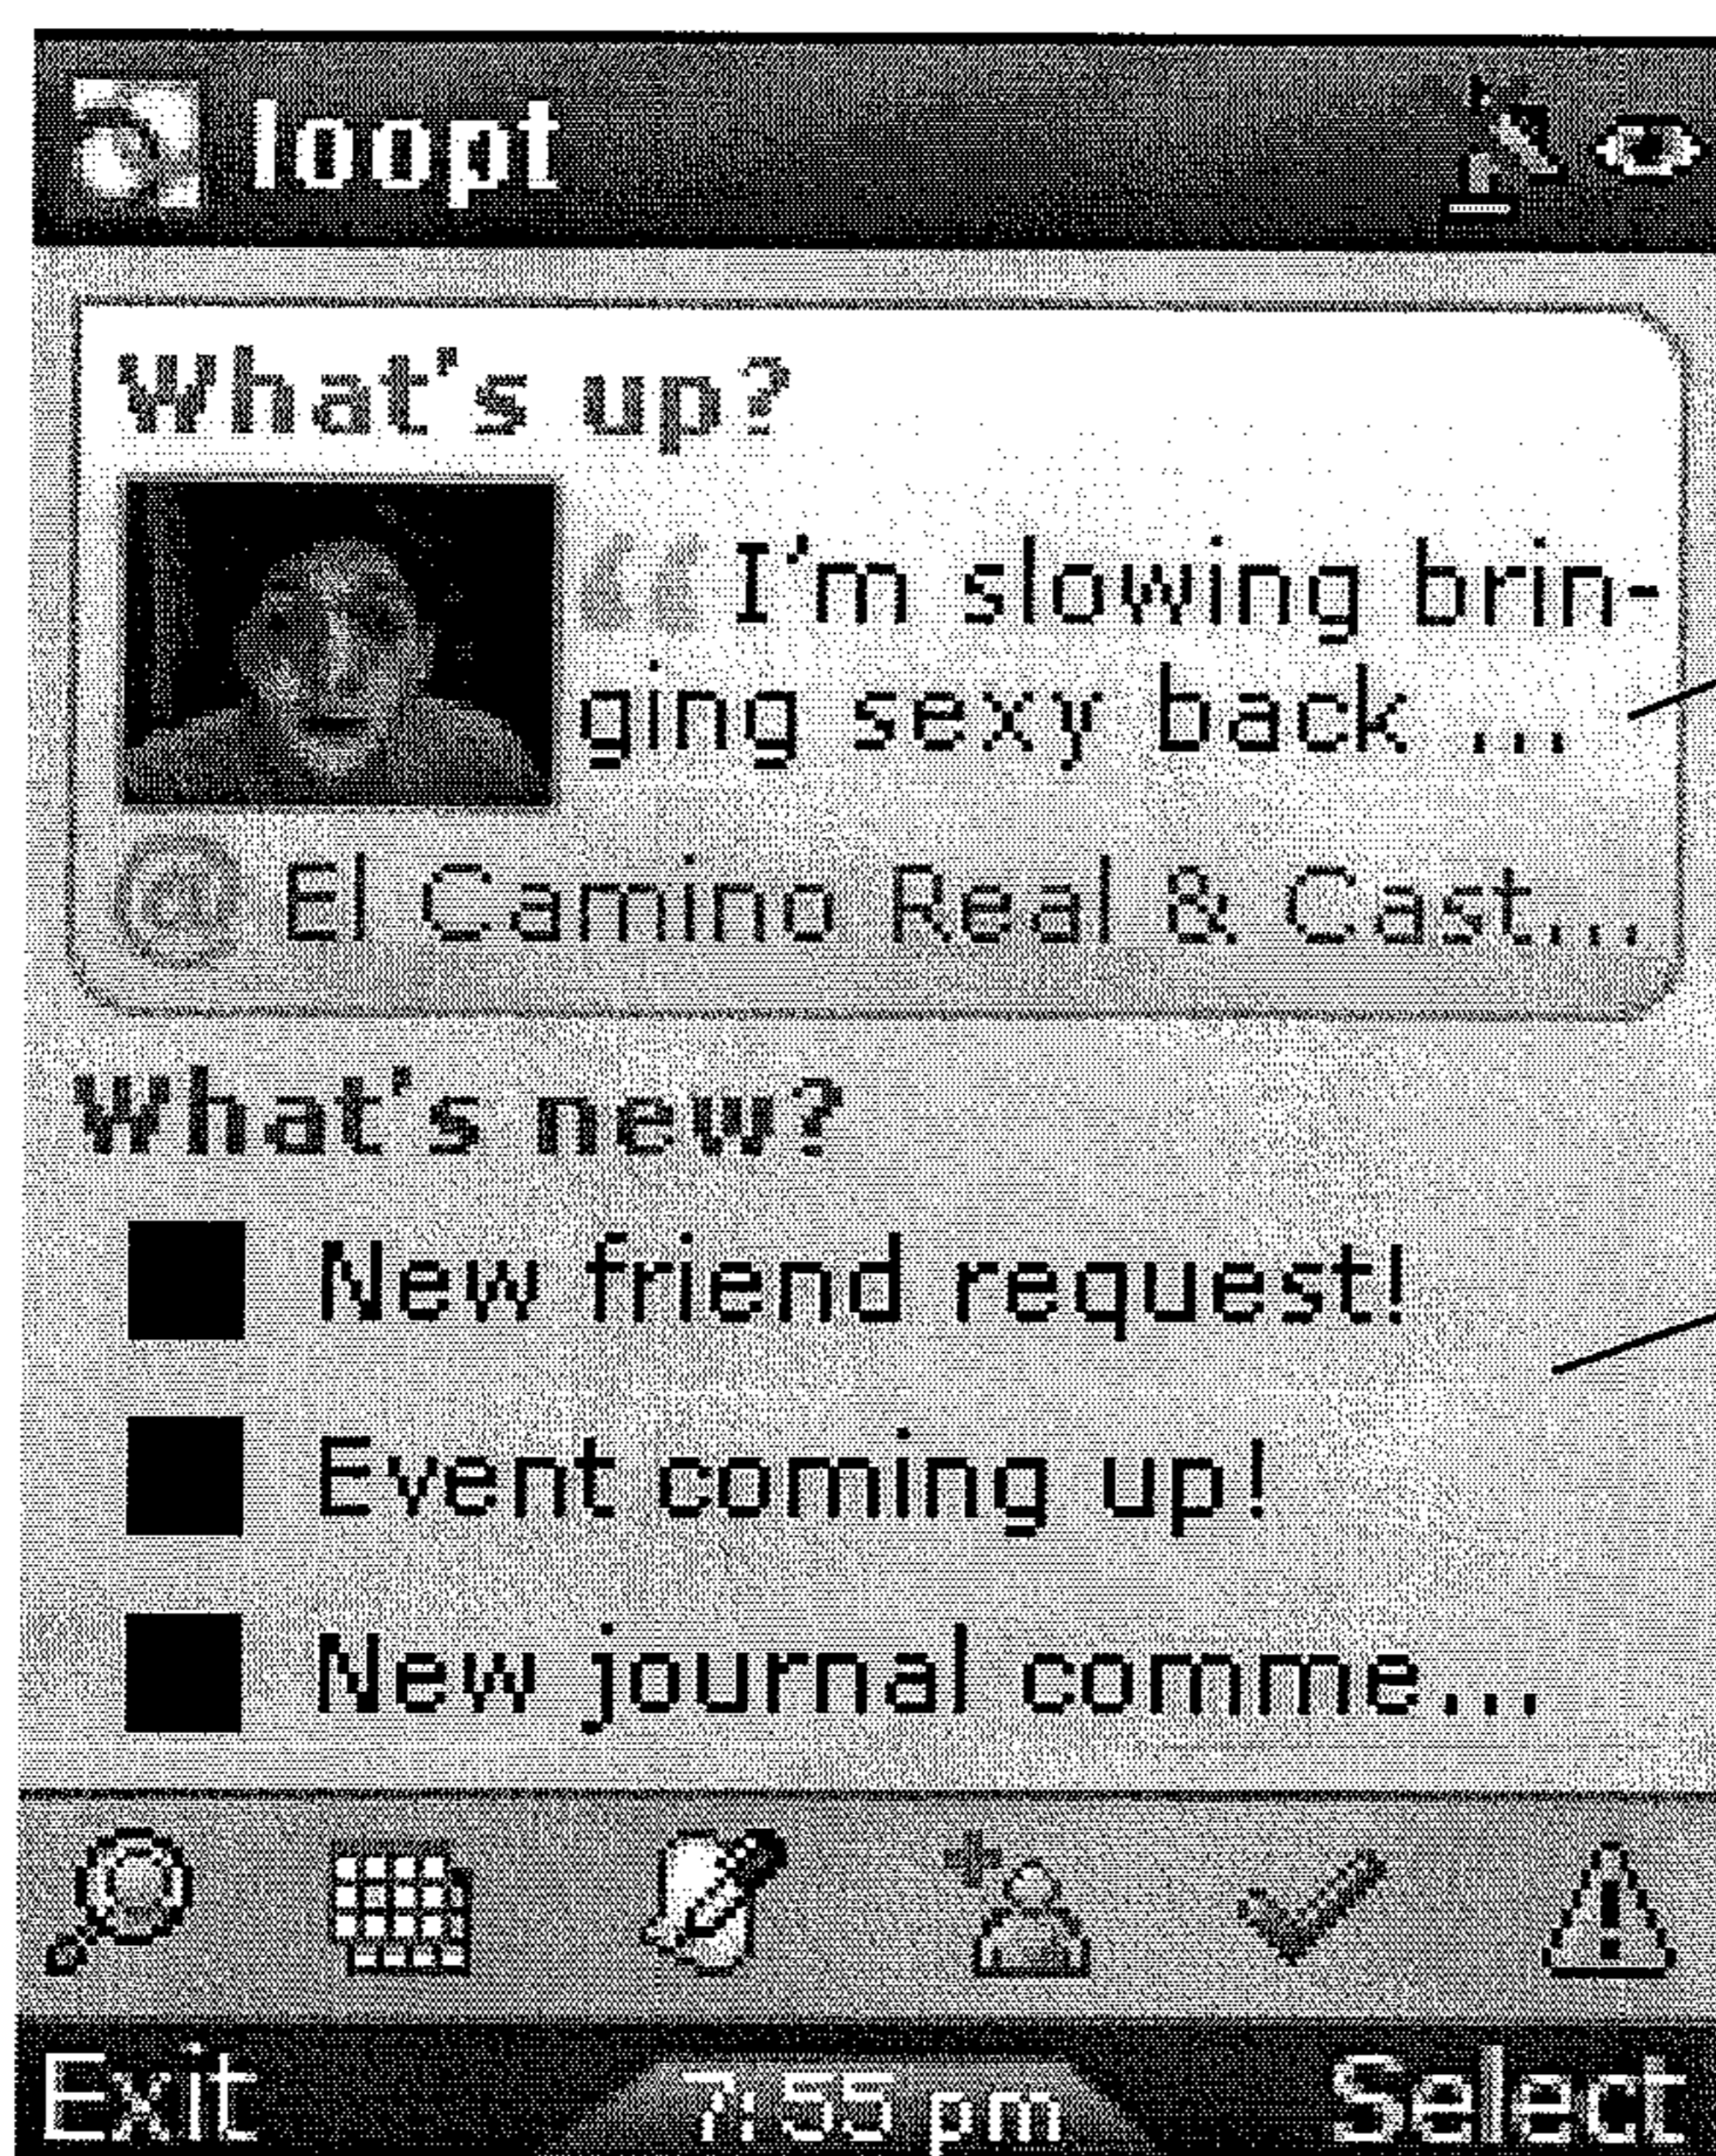 loopt
What's up?
“I'm slowing brin-
ging sexy back ...
@ El Camino Real & Cast...
What's new?
New friend request!
Event coming up!
New journal comme...
Exit 7:55 pm Select